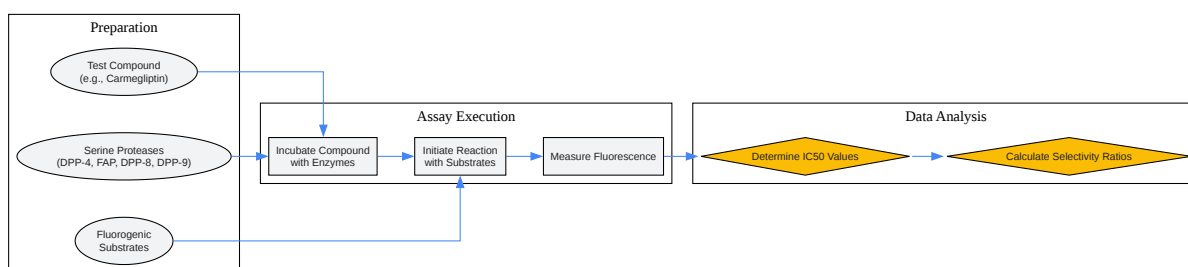 Preparation
Test Compound
(e.g., Carmegliptin)
Serine Proteases
(DPP-4, FAP, DPP-8, DPP-9)
Fluorogenic
Substrates
Assay Execution
Incubate Compound
with Enzymes
Initiate Reaction
with Substrates
Measure Fluorescence
Data Analysis
Determine IC50 Values
Calculate Selectivity Ratios